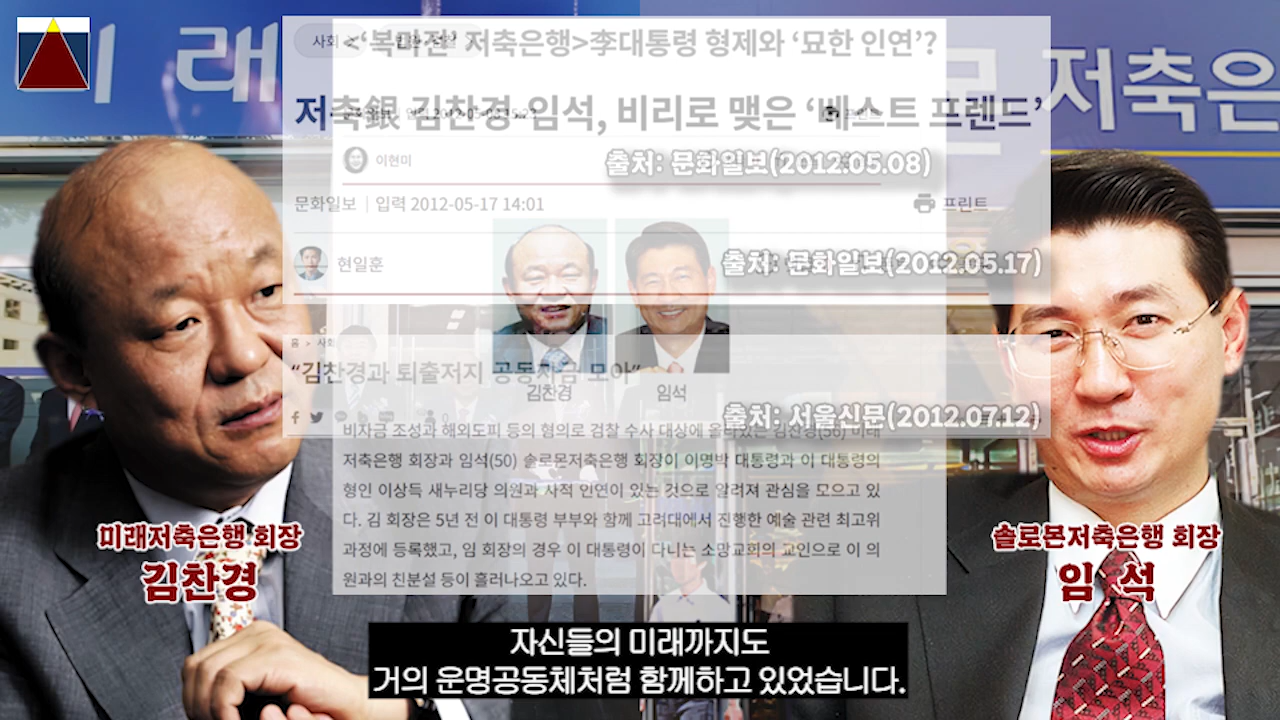 미래
저축은
사회
<'복마전' 저축은행>李대통령 형제와 '묘한 인연'?
저축銀 김찬경·임석, 비리로 맺은 '베스트 프렌드'
이현미
출처: 문화일보(2012.05.08)
문화일보 | 입력 2012-05-17 14:01
프린트
현일훈
출처: 문화일보(2012.05.17)
홈 > 사회
"김찬경과 퇴출저지 공동자금 모아"
김찬경
임석
출처: 서울신문(2012.07.12)
비자금 조성과 해외도피 등의 혐의로 검찰 수사 대상에 올라있는 김찬경(56) 미래
저축은행 회장과 임석(50) 솔로몬저축은행 회장이 이명박 대통령과 이 대통령의
형인 이상득 새누리당 의원과 사적 인연이 있는 것으로 알려져 관심을 모으고 있
다. 김 회장은 5년 전 이 대통령 부부와 함께 고려대에서 진행한 예술 관련 최고위
과정에 등록했고, 임 회장의 경우 이 대통령이 다니는 소망교회의 교인으로 이 의
원과의 친분설 등이 흘러나오고 있다.
미래저축은행 회장
김찬경
솔로몬저축은행 회장
임 석
자신들의 미래까지도
거의 운명공동체처럼 함께하고 있었습니다.